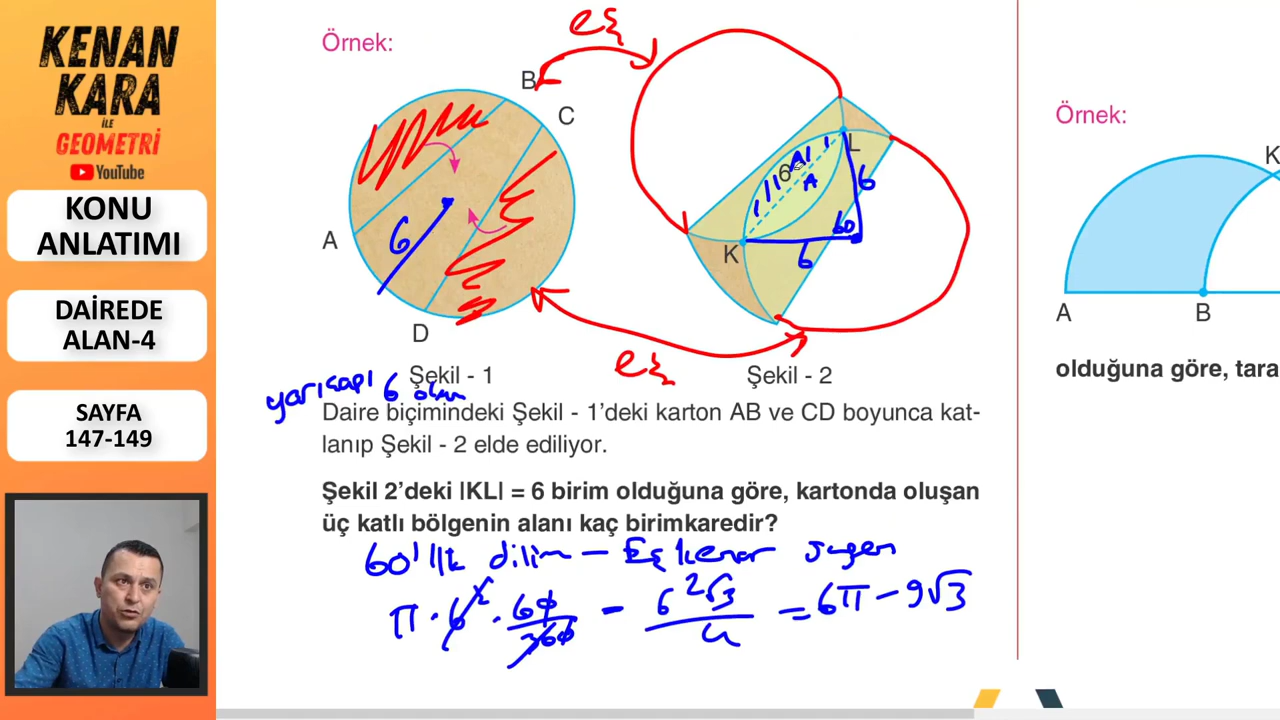 KENAN
KARA
İLE
GEOMETRİ
YouTube
KONU
ANLATIMI
DAİREDE
ALAN-4
SAYFA
147-149
Örnek:
eş
B
C
A
D
6
6
A
A
L
K
6
60
6
eş
Şekil - 1
Şekil - 2
yarıçapı 6 olan
Daire biçimindeki Şekil - 1’deki karton AB ve CD boyunca kat-
lanıp Şekil - 2 elde ediliyor.
Şekil 2’deki |KL| = 6 birim olduğuna göre, kartonda oluşan
üç katlı bölgenin alanı kaç birimkaredir?
60'lık dilim – Eşkenar üçgen
π · 6² · 60/360 – 6²√3/4 = 6π – 9√3
Örnek:
K
A
B
olduğuna göre, tara